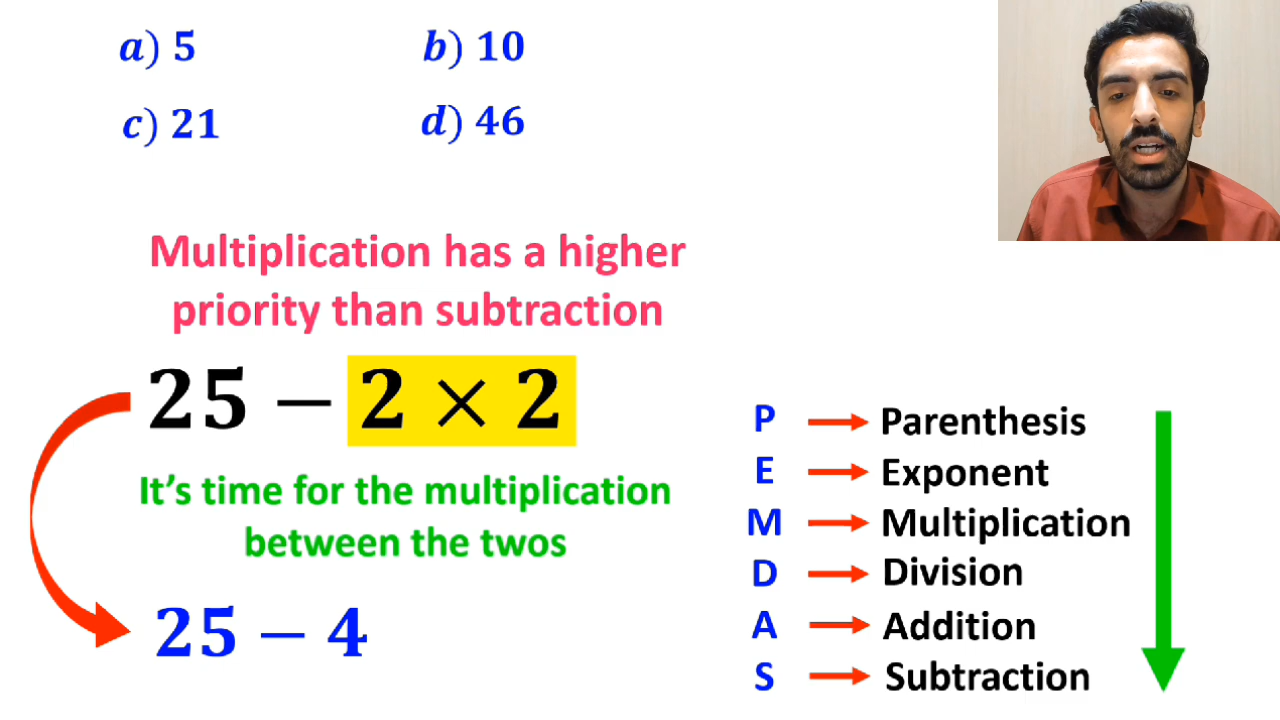 a) 5 b) 10
c) 21 d) 46
Multiplication has a higher
priority than subtraction
25 − 2 × 2
It’s time for the multiplication
between the twos
25 − 4
P Parenthesis
E Exponent
M Multiplication
D Division
A Addition
S Subtraction